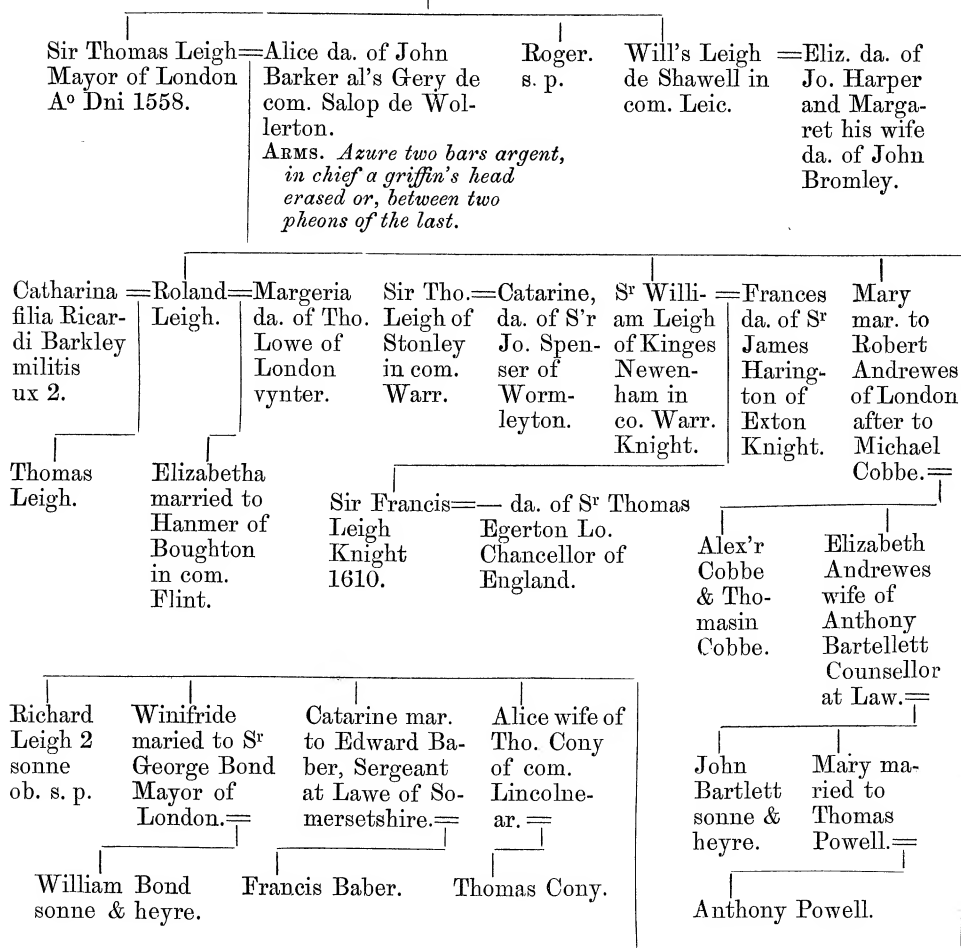 Sir Thomas Leigh=
Mayor of London
Aº Dni 1558.
Alice da. of John
Barker al's Gery de
com. Salop de Wol-
lerton.
ARMS. Azure two bars argent,
in chief a griffin's head
erased or, between two
pheons of the last.
Roger.
s. p.
Will's Leigh
de Shawell in
com. Leic.
=Eliz. da. of
Jo. Harper
and Marga-
ret his wife
da. of John
Bromley.
Catharina
filia Ricar-
di Barkley
militis
ux 2.
=Roland=
Leigh.
Margeria
da. of Tho.
Lowe of
London
vynter.
Sir Tho.=
Leigh of
Stonley
in com.
Warr.
Catarine,
da. of S'r
Jo. Spen-
ser of
Worm-
leyton.
Sʳ Willi-
am Leigh
of Kinges
Newen-
ham in
co. Warr.
Knight.
=Frances
da. of Sʳ
James
Haring-
ton of
Exton
Knight.
Mary
mar. to
Robert
Andrewes
of London
after to
Michael
Cobbe.=
Thomas
Leigh.
Elizabetha
married to
Hanmer of
Boughton
in com.
Flint.
Sir Francis=
Leigh
Knight
1610.
— da. of Sʳ Thomas
Egerton Lo.
Chancellor of
England.
Alex'r
Cobbe
& Tho-
masin
Cobbe.
Elizabeth
Andrewes
wife of
Anthony
Bartellett
Counsellor
at Law.=
Richard
Leigh 2
sonne
ob. s. p.
Winifride
maried to Sʳ
George Bond
Mayor of
London.=
Catarine mar.
to Edward Ba-
ber, Sergeant
at Lawe of So-
mersetshire.=
Alice wife of
Tho. Cony
of com.
Lincolne-
ar. =
John
Bartlett
sonne &
heyre.
Mary ma-
ried to
Thomas
Powell.=
William Bond
sonne & heyre.
Francis Baber.
Thomas Cony.
Anthony Powell.